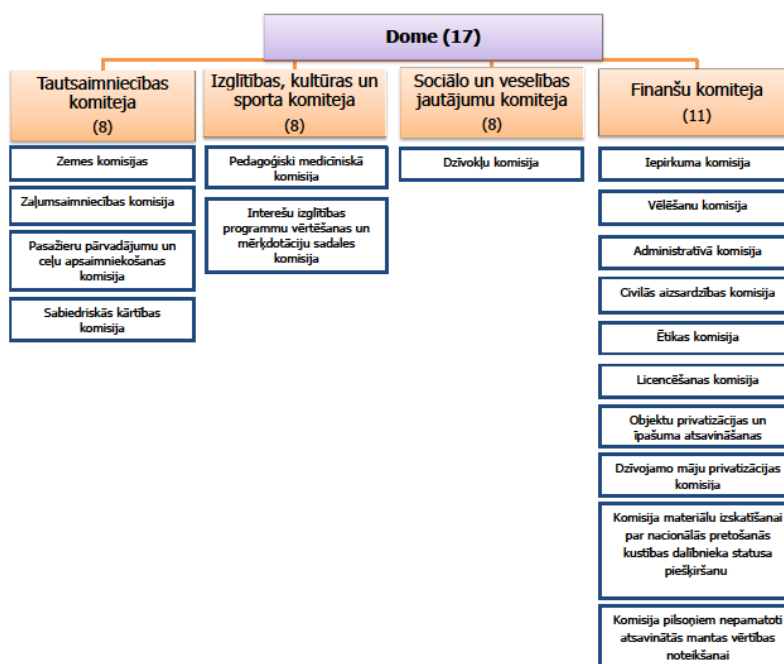 Dome (17)
Tautsaimniecības
komiteja
(8)
Zemes komisijas
Zaļumsaimniecības komisija
Pasažieru pārvadājumu un
ceļu apsaimniekošanas
komisija
Sabiedriskās kārtības
komisija
Izglītības, kultūras un
sporta komiteja
(8)
Pedagoģiski medicīniskā
komisija
Interešu izglītības
programmu vērtēšanas un
mērķdotāciju sadales
komisija
Sociālo un veselības
jautājumu komiteja
(8)
Dzīvokļu komisija
Finanšu komiteja
(11)
Iepirkuma komisija
Vēlēšanu komisija
Administratīvā komisija
Civilās aizsardzības komisija
Ētikas komisija
Licencēšanas komisija
Objektu privatizācijas un
īpašuma atsavināšanas
Dzīvojamo māju privatizācijas
komisija
Komisija materiālu izskatīšanai
par nacionālās pretošanās
kustības dalībnieka statusa
piešķiršanu
Komisija pilsoņiem nepamatoti
atsavinātās mantas vērtības
noteikšanai